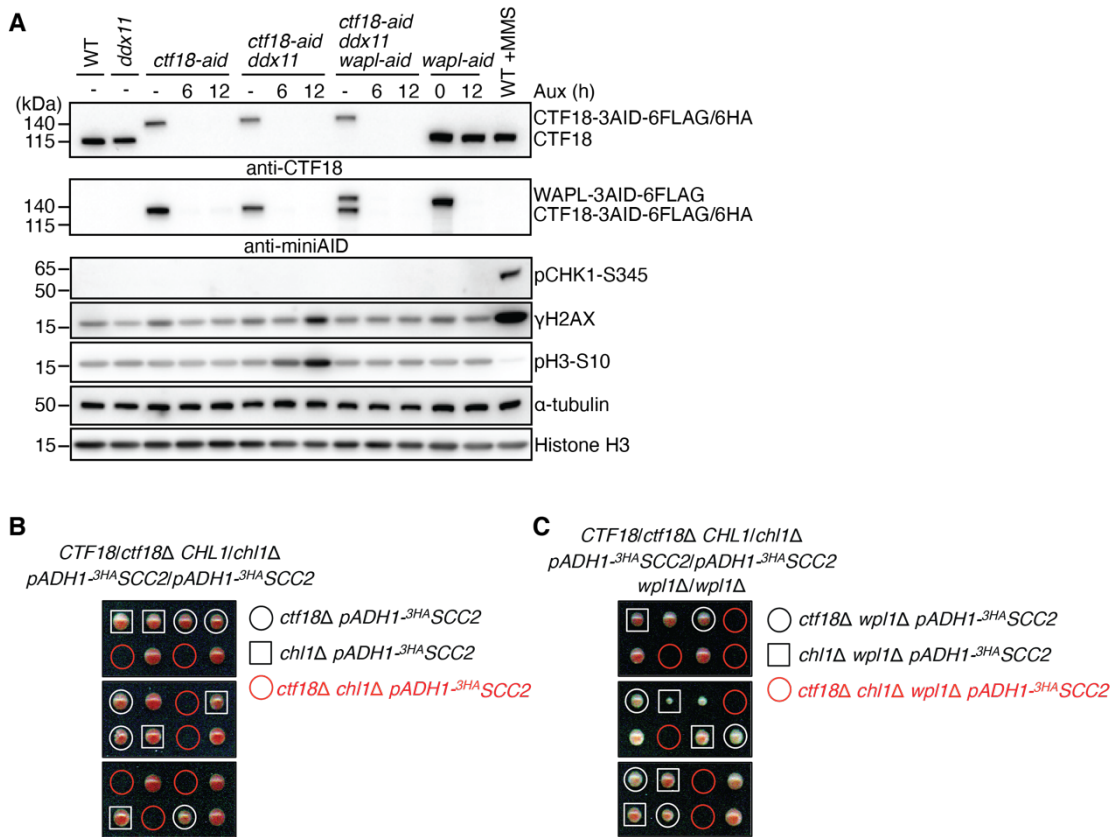 A
WT
ddx11
ctf18-aid
ctf18-aid
ddx11
ctf18-aid
ddx11
wapl-aid
wapl-aid
WT +MMS
- - - 6 12 - 6 12 - 6 12 0 12 Aux (h)
(kDa)
140
115
CTF18-3AID-6FLAG/6HA
CTF18
anti-CTF18
140
115
WAPL-3AID-6FLAG
CTF18-3AID-6FLAG/6HA
anti-miniAID
65
50
pCHK1-S345
15
γH2AX
15
pH3-S10
50
α-tubulin
15
Histone H3
B
CTF18/ctf18Δ CHL1/chl1Δ
pADH1-3HASCC2/pADH1-3HASCC2
ctf18Δ pADH1-3HASCC2
chl1Δ pADH1-3HASCC2
ctf18Δ chl1Δ pADH1-3HASCC2
C
CTF18/ctf18Δ CHL1/chl1Δ
pADH1-3HASCC2/pADH1-3HASCC2
wpl1Δ/wpl1Δ
ctf18Δ wpl1Δ pADH1-3HASCC2
chl1Δ wpl1Δ pADH1-3HASCC2
ctf18Δ chl1Δ wpl1Δ pADH1-3HASCC2